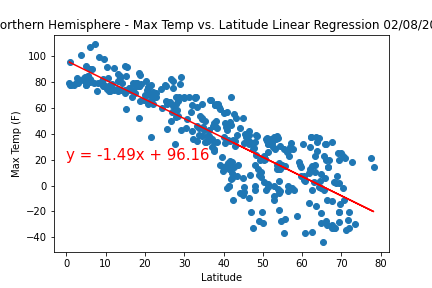 orthern Hemisphere - Max Temp vs. Latitude Linear Regression 02/08/20
100
80
60
40
20
0
−20
−40
Max Temp (F)
y = -1.49x + 96.16
0 10 20 30 40 50 60 70 80
Latitude